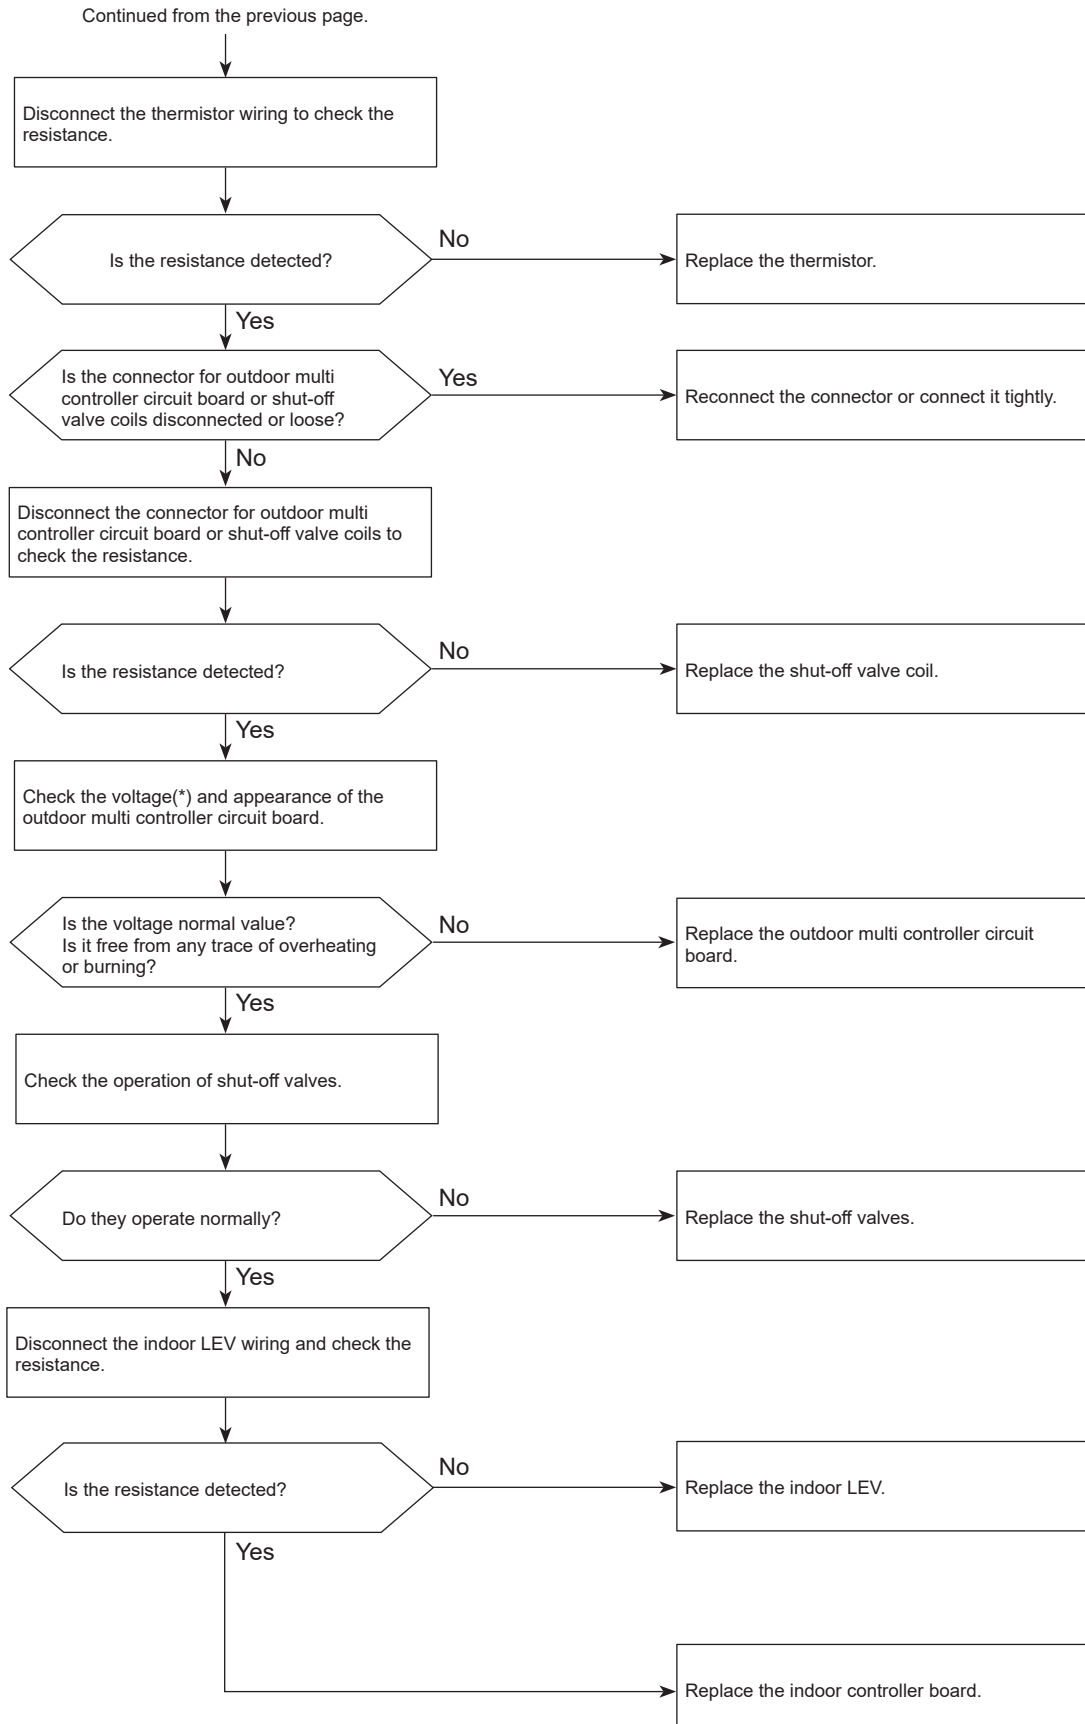 Continued from the previous page.
Disconnect the thermistor wiring to check the
resistance.
Is the resistance detected?
No
Replace the thermistor.
Yes
Is the connector for outdoor multi
controller circuit board or shut-off
valve coils disconnected or loose?
Yes
Reconnect the connector or connect it tightly.
No
Disconnect the connector for outdoor multi
controller circuit board or shut-off valve coils to
check the resistance.
Is the resistance detected?
No
Replace the shut-off valve coil.
Yes
Check the voltage(*) and appearance of the
outdoor multi controller circuit board.
Is the voltage normal value?
Is it free from any trace of overheating
or burning?
No
Replace the outdoor multi controller circuit
board.
Yes
Check the operation of shut-off valves.
Do they operate normally?
No
Replace the shut-off valves.
Yes
Disconnect the indoor LEV wiring and check the
resistance.
Is the resistance detected?
No
Replace the indoor LEV.
Yes
Replace the indoor controller board.